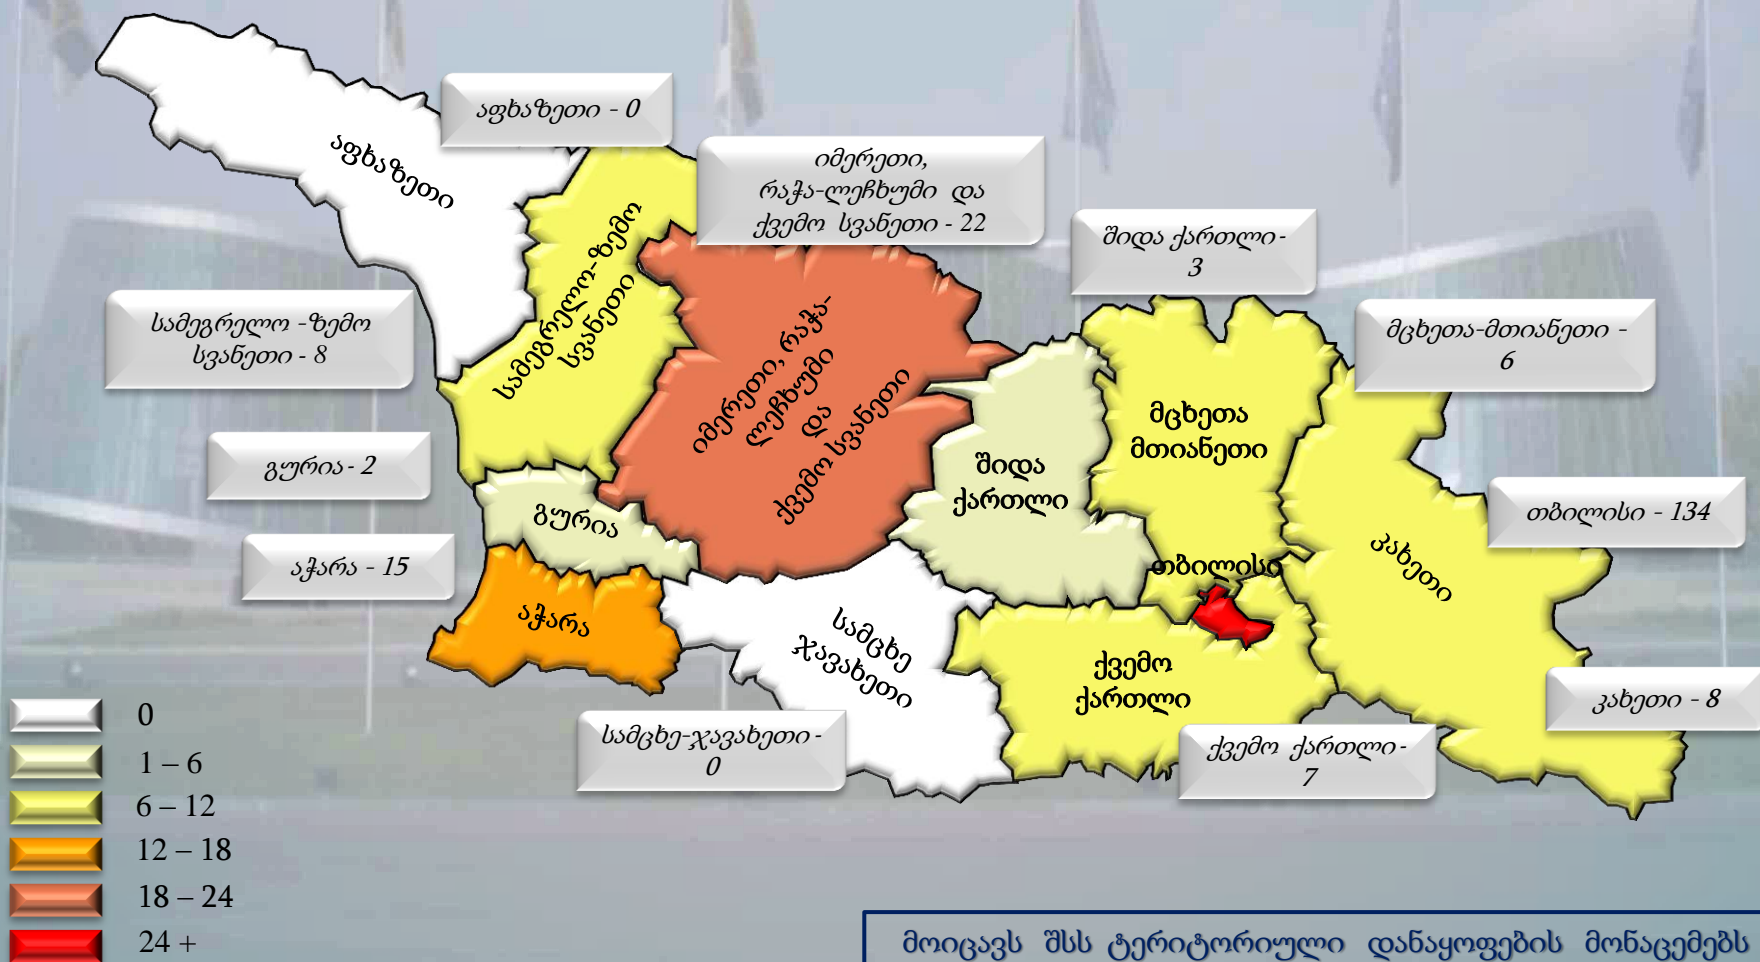 აფხაზეთი - 0
იმერეთი,
რაჭა-ლეჩხუმი და
ქვემო სვანეთი - 22
აფხაზეთი
შიდა ქართლი-
3
სამეგრელო -ზემო
სვანეთი - 8
სამეგრელო-ზემო
სვანეთი
მცხეთა-მთიანეთი -
6
იმერეთი, რაჭა-
ლეჩხუმი
და
ქვემო სვანეთი
მცხეთა
მთიანეთი
გურია- 2
შიდა
ქართლი
თბილისი - 134
გურია
აჭარა - 15
კახეთი
თბილისი
აჭარა
სამცხე
ჯავახეთი
ქვემო
ქართლი
კახეთი - 8
სამცხე-ჯავახეთი-
0
ქვემო ქართლი-
7
0
1 – 6
6 – 12
12 – 18
18 – 24
24 +
მოიცავს შსს ტერიტორიული დანაყოფების მონაცემებს